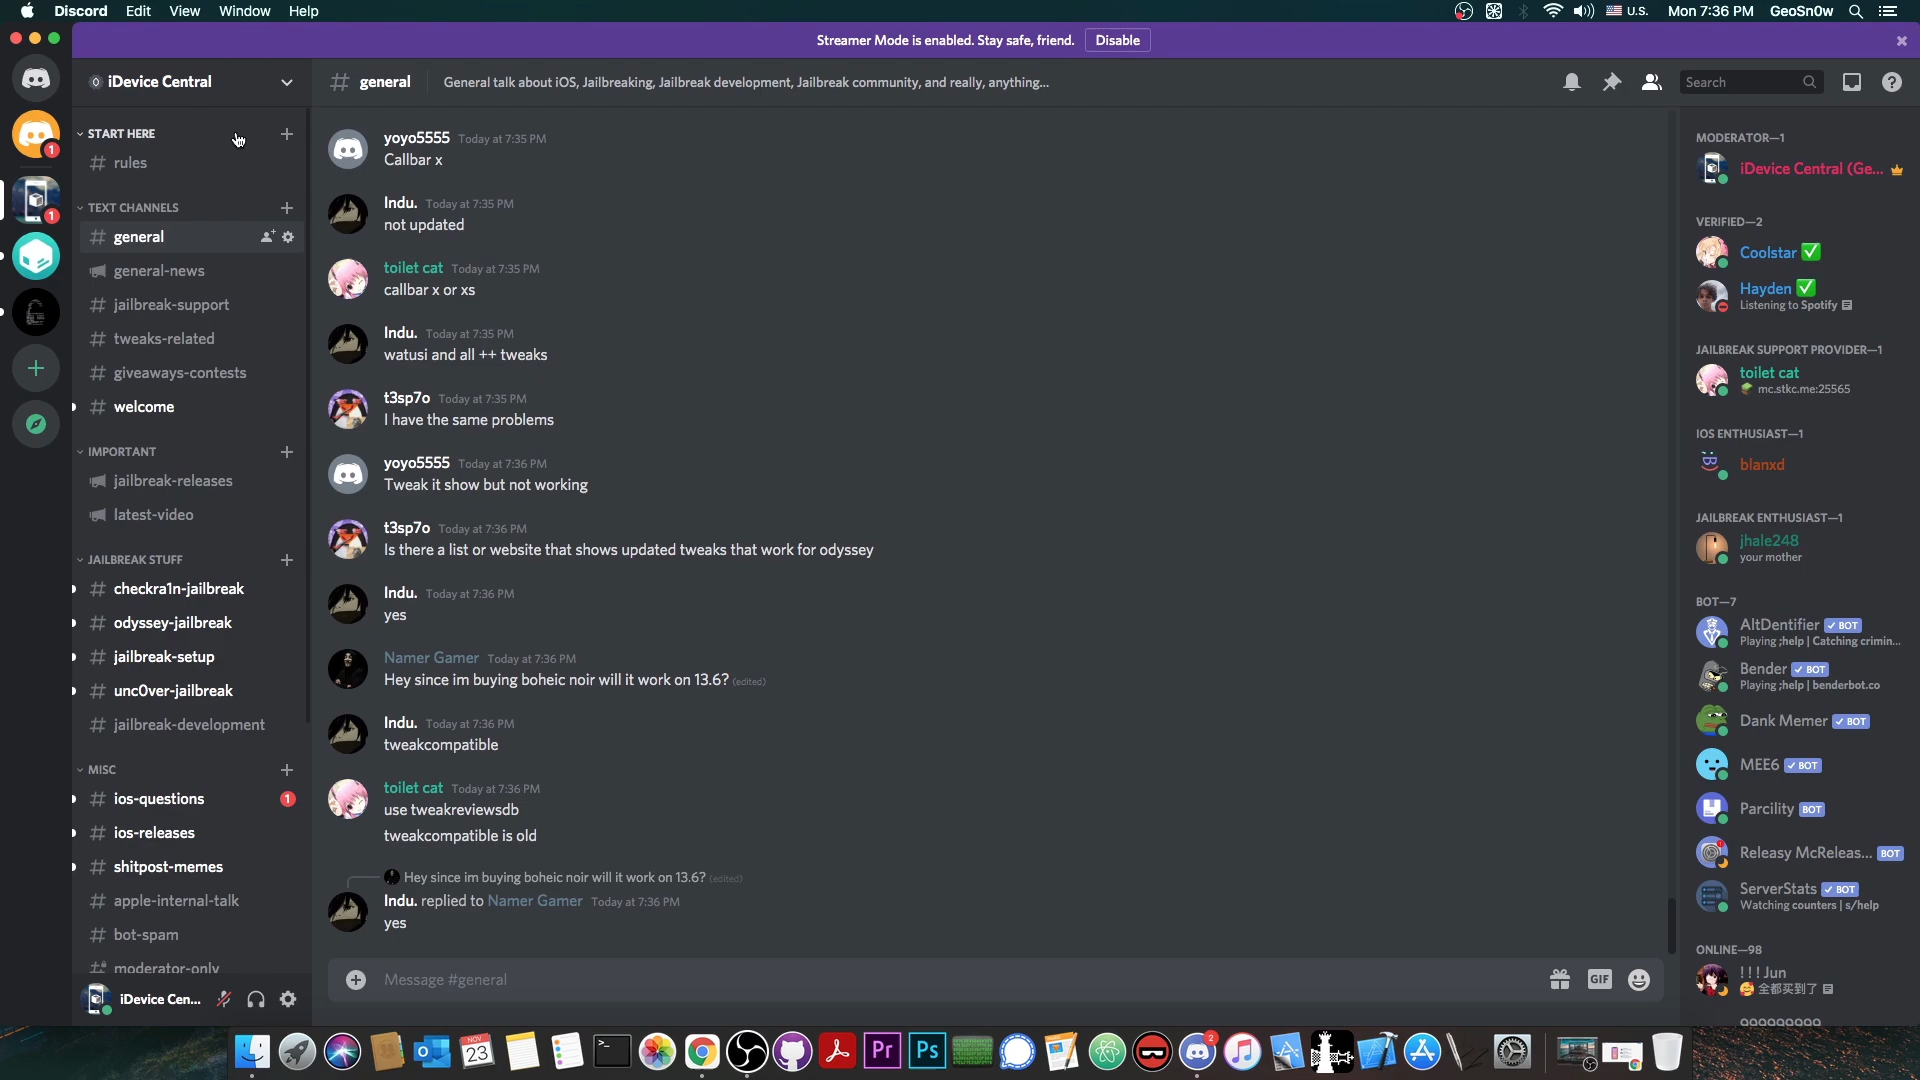 Discord Edit View Window Help
U.S. Mon 7:36 PM GeoSn0w
Streamer Mode is enabled. Stay safe, friend. Disable
iDevice Central
general General talk about iOS, Jailbreaking, Jailbreak development, Jailbreak community, and really, anything...
Search
START HERE
rules
TEXT CHANNELS
general
general-news
jailbreak-support
tweaks-related
giveaways-contests
welcome
IMPORTANT
jailbreak-releases
latest-video
JAILBREAK STUFF
checkra1n-jailbreak
odyssey-jailbreak
jailbreak-setup
unc0ver-jailbreak
jailbreak-development
MISC
ios-questions 1
ios-releases
shitpost-memes
apple-internal-talk
bot-spam
moderator-only
iDevice Cen...
yoyo5555 Today at 7:35 PM
Callbar x
Indu. Today at 7:35 PM
not updated
toilet cat Today at 7:35 PM
callbar x or xs
Indu. Today at 7:35 PM
watusi and all ++ tweaks
t3sp7o Today at 7:35 PM
I have the same problems
yoyo5555 Today at 7:36 PM
Tweak it show but not working
t3sp7o Today at 7:36 PM
Is there a list or website that shows updated tweaks that work for odyssey
Indu. Today at 7:36 PM
yes
Namer Gamer Today at 7:36 PM
Hey since im buying boheic noir will it work on 13.6? (edited)
Indu. Today at 7:36 PM
tweakcompatible
toilet cat Today at 7:36 PM
use tweakreviewsdb
tweakcompatible is old
Hey since im buying boheic noir will it work on 13.6? (edited)
Indu. replied to Namer Gamer Today at 7:36 PM
yes
Message #general
GIF
MODERATOR—1
iDevice Central (Ge...
VERIFIED—2
Coolstar ✅
Hayden ✅
Listening to Spotify
JAILBREAK SUPPORT PROVIDER—1
toilet cat
mc.stkc.me:25565
IOS ENTHUSIAST—1
blanxd
JAILBREAK ENTHUSIAST—1
jhale248
your mother
BOT—7
AltDentifier ✓ BOT
Playing ;help | Catching crimin...
Bender ✓ BOT
Playing ;help | benderbot.co
Dank Memer ✓ BOT
MEE6 ✓ BOT
Parcility BOT
Releasy McReleas... BOT
ServerStats ✓ BOT
Watching counters | s/help
ONLINE—98
! ! ! Jun
🥰 全都买到了
1
1
NOV
23
Pr
Ps
2